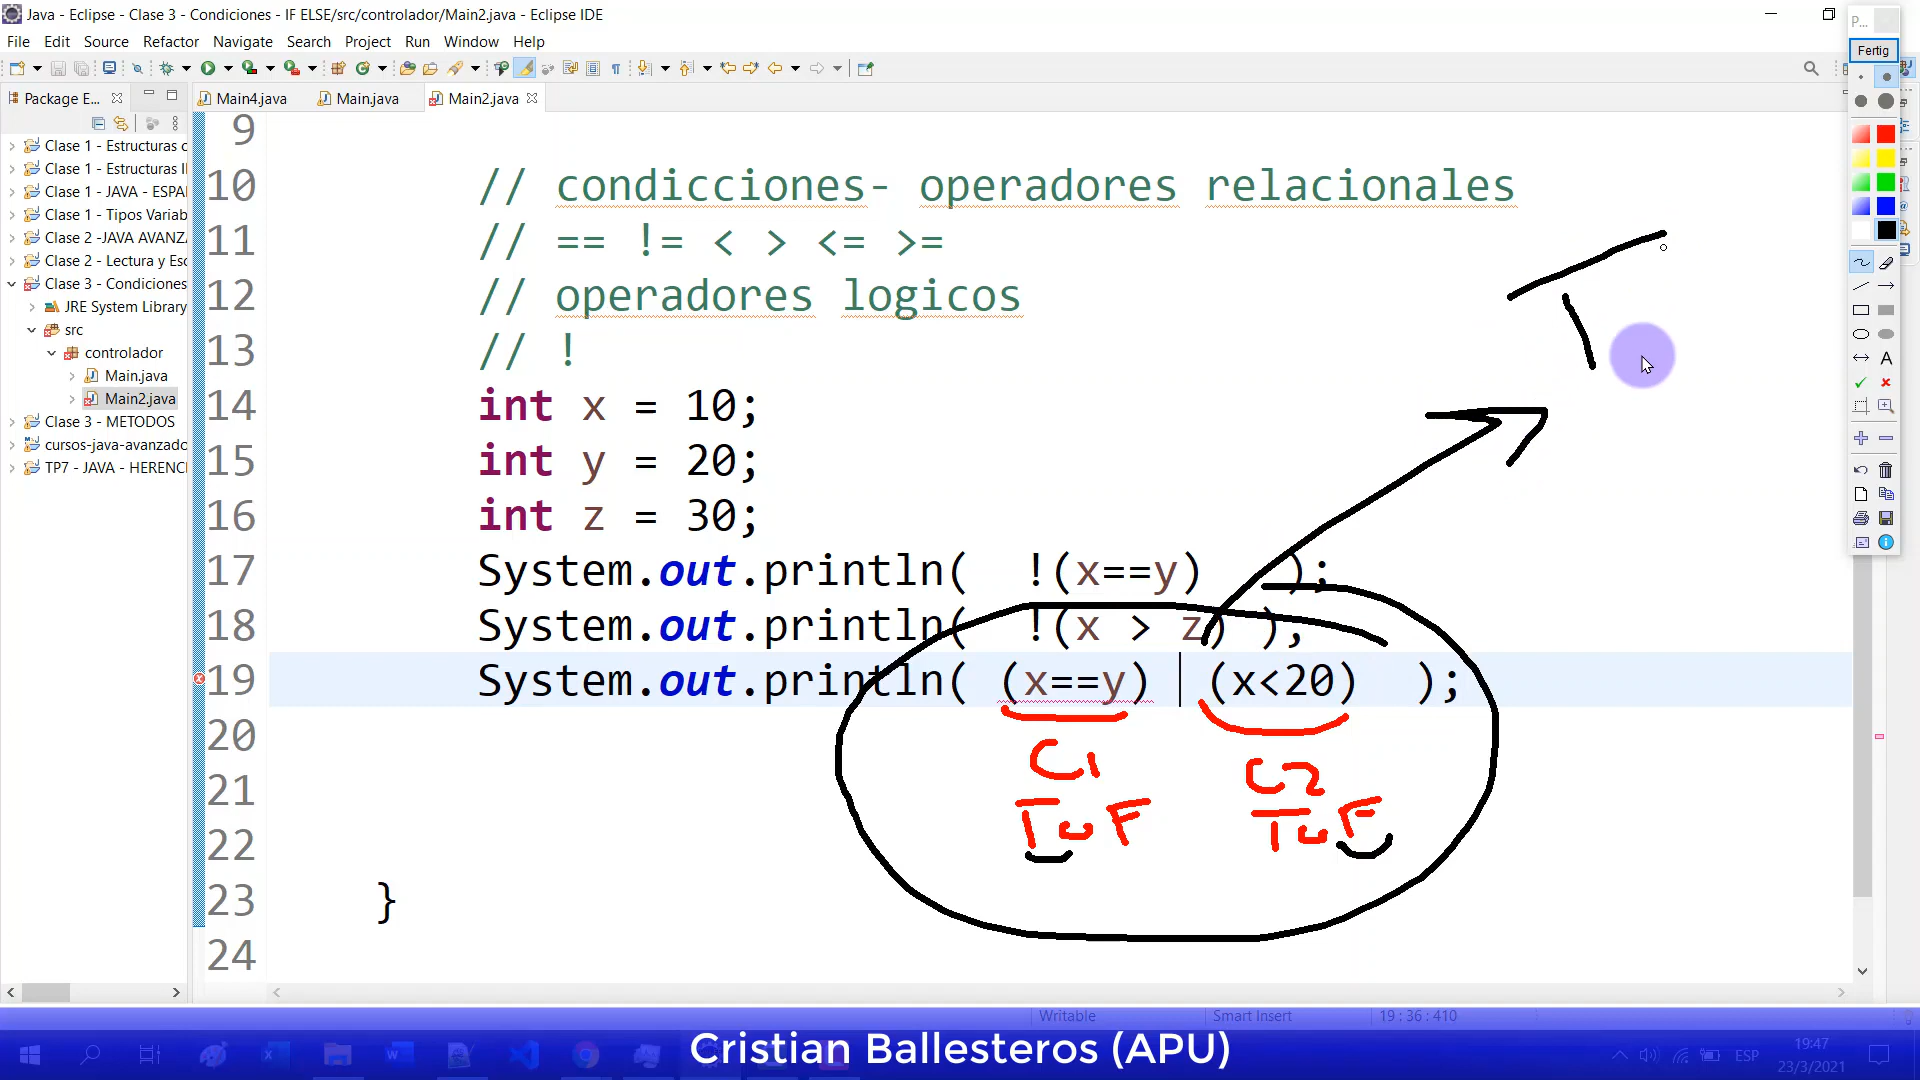 Java - Eclipse - Clase 3 - Condiciones - IF ELSE/src/controlador/Main2.java - Eclipse IDE
File Edit Source Refactor Navigate Search Project Run Window Help
P...
Fertig
Package E...
Main4.java
Main.java
Main2.java
Clase 1 - Estructuras c
Clase 1 - Estructuras I
Clase 1 - JAVA - ESPA
Clase 1 - Tipos Variab
Clase 2 -JAVA AVANZA
Clase 2 - Lectura y Esc
Clase 3 - Condiciones
JRE System Library
src
controlador
Main.java
Main2.java
Clase 3 - METODOS
cursos-java-avanzado
TP7 - JAVA - HERENC
9
10 // condicciones- operadores relacionales
11 // == != < > <= >=
12 // operadores logicos
13 // !
14 int x = 10;
15 int y = 20;
16 int z = 30;
17 System.out.println( !(x==y) );
18 System.out.println( !(x > z) );
19 System.out.println( (x==y) (x<20) );
20
21
22
23 }
24
C1 C2
T u F T u F
Writable Smart Insert 19 : 36 : 410
Cristian Ballesteros (APU)
ESP
19:47
23/3/2021